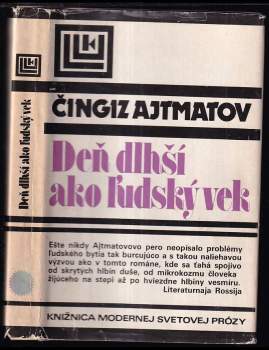 ČINGIZ AJTMATOV
Deň dlhší
ako ľudský vek
Ešte nikdy Ajtmatovovo pero neopísalo problémy
ľudského bytia tak burcujúco a s takou naliehavou
výzvou ako v tomto románe, kde sa ťahá spojivo
od skrytých hlbín duše, od mikrokozmu človeka
žijúceho na stepi až po hviezdne hlbiny vesmíru.
Literaturnaja Rossija
KNIŽNICA MODERNEJ SVETOVEJ PRÓZY
Deň dlhší ako ľudský vek